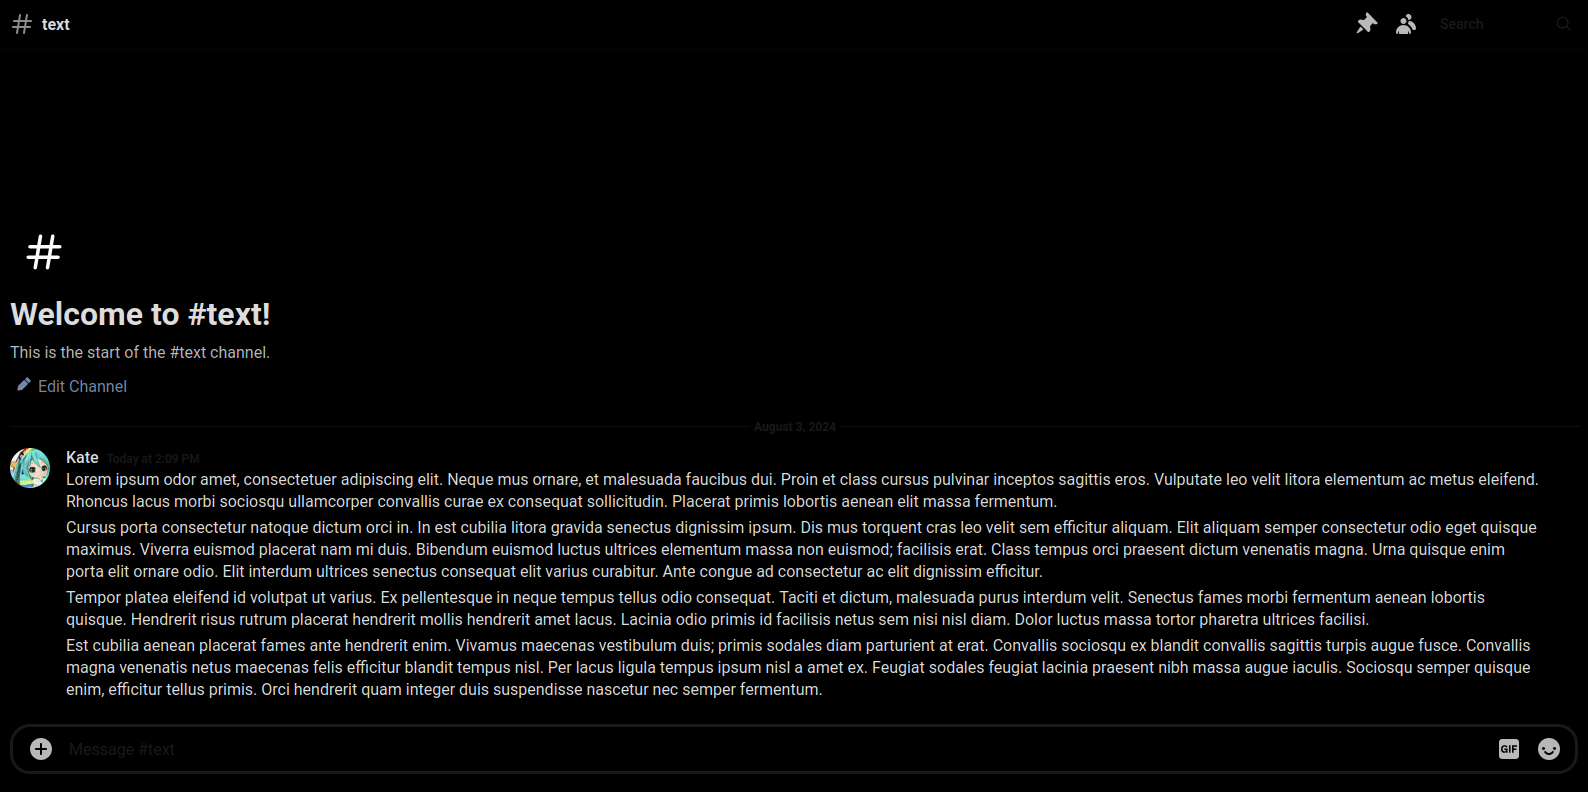 # text
Search
#
Welcome to #text!
This is the start of the #text channel.
Edit Channel
August 3, 2024
Kate Today at 2:09 PM
Lorem ipsum odor amet, consectetuer adipiscing elit. Neque mus ornare, et malesuada faucibus dui. Proin et class cursus pulvinar inceptos sagittis eros. Vulputate leo velit litora elementum ac metus eleifend.
Rhoncus lacus morbi sociosqu ullamcorper convallis curae ex consequat sollicitudin. Placerat primis lobortis aenean elit massa fermentum.
Cursus porta consectetur natoque dictum orci in. In est cubilia litora gravida senectus dignissim ipsum. Dis mus torquent cras leo velit sem efficitur aliquam. Elit aliquam semper consectetur odio eget quisque
maximus. Viverra euismod placerat nam mi duis. Bibendum euismod luctus ultrices elementum massa non euismod; facilisis erat. Class tempus orci praesent dictum venenatis magna. Urna quisque enim
porta elit ornare odio. Elit interdum ultrices senectus consequat elit varius curabitur. Ante congue ad consectetur ac elit dignissim efficitur.
Tempor platea eleifend id volutpat ut varius. Ex pellentesque in neque tempus tellus odio consequat. Taciti et dictum, malesuada purus interdum velit. Senectus fames morbi fermentum aenean lobortis
quisque. Hendrerit risus rutrum placerat hendrerit mollis hendrerit amet lacus. Lacinia odio primis id facilisis netus sem nisi nisl diam. Dolor luctus massa tortor pharetra ultrices facilisi.
Est cubilia aenean placerat fames ante hendrerit enim. Vivamus maecenas vestibulum duis; primis sodales diam parturient at erat. Convallis sociosqu ex blandit convallis sagittis turpis augue fusce. Convallis
magna venenatis netus maecenas felis efficitur blandit tempus nisl. Per lacus ligula tempus ipsum nisl a amet ex. Feugiat sodales feugiat lacinia praesent nibh massa augue iaculis. Sociosqu semper quisque
enim, efficitur tellus primis. Orci hendrerit quam integer duis suspendisse nascetur nec semper fermentum.
Message #text
GIF